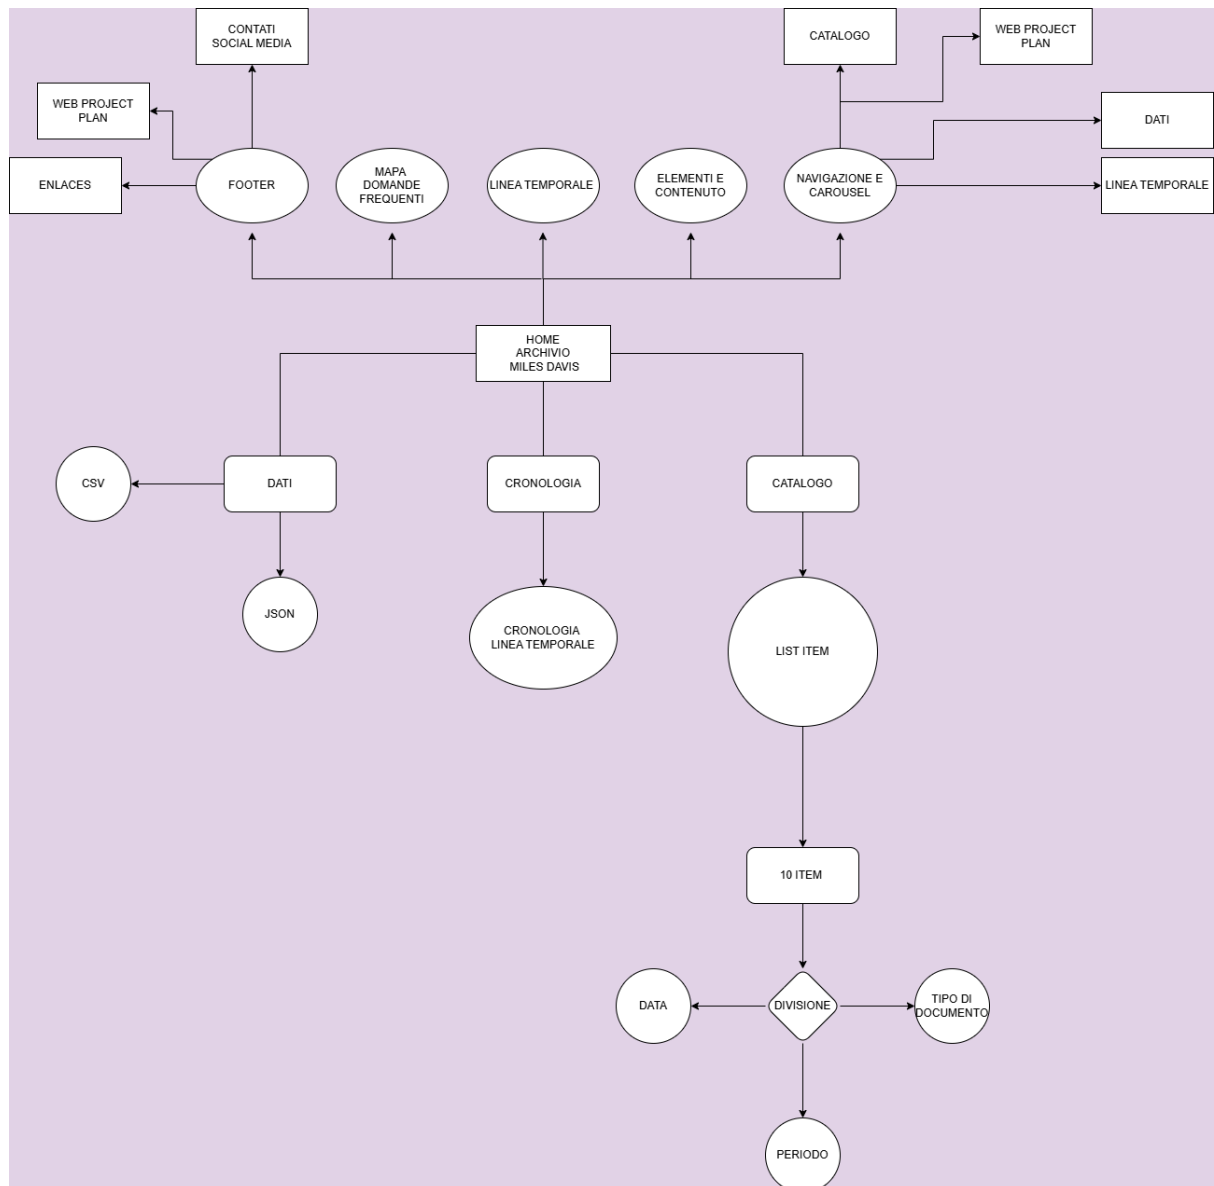 CONTATI
SOCIAL MEDIA
CATALOGO
WEB PROJECT
PLAN
WEB PROJECT
PLAN
DATI
ENLACES
FOOTER
MAPA
DOMANDE
FREQUENTI
LINEA TEMPORALE
ELEMENTI E
CONTENUTO
NAVIGAZIONE E
CAROUSEL
LINEA TEMPORALE
HOME
ARCHIVIO
MILES DAVIS
CSV
DATI
CRONOLOGIA
CATALOGO
JSON
CRONOLOGIA
LINEA TEMPORALE
LIST ITEM
10 ITEM
DATA
DIVISIONE
TIPO DI
DOCUMENTO
PERIODO